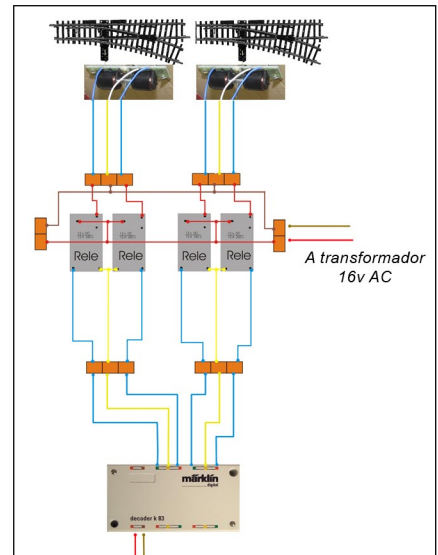 Rele
Rele
Rele
Rele
A transformador
16v AC
märklin
digital
decoder k 83